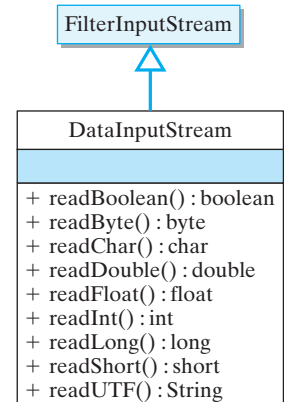 FilterInputStream
DataInputStream
+ readBoolean() : boolean
+ readByte() : byte
+ readChar() : char
+ readDouble() : double
+ readFloat() : float
+ readInt() : int
+ readLong() : long
+ readShort() : short
+ readUTF() : String